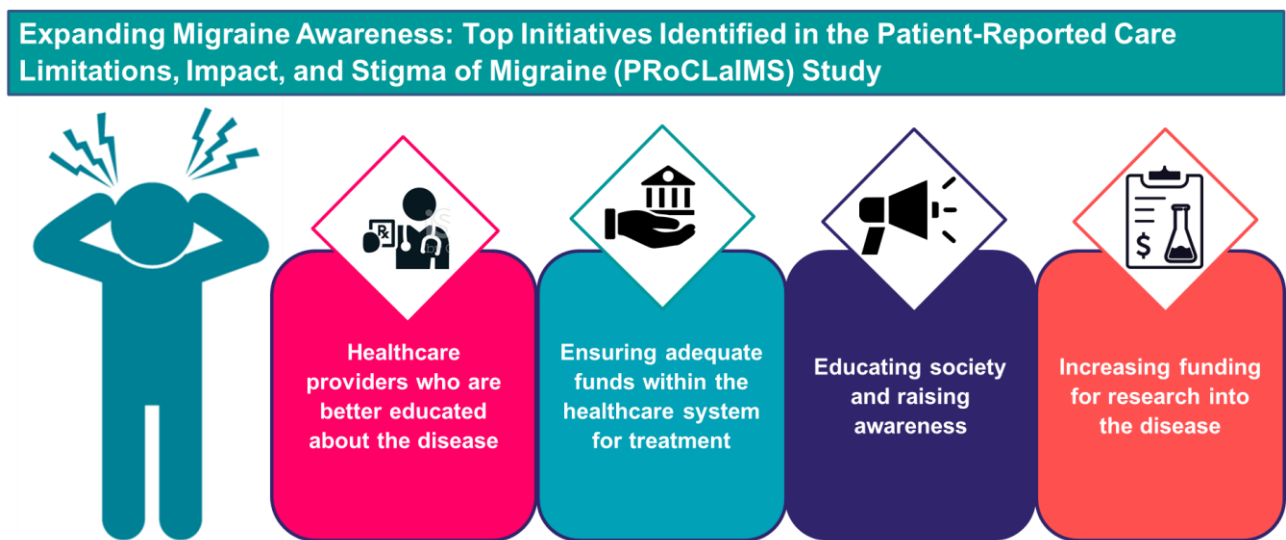 Expanding Migraine Awareness: Top Initiatives Identified in the Patient-Reported Care
Limitations, Impact, and Stigma of Migraine (PRoCLaIMS) Study
Rx
$
Healthcare
providers who are
better educated
about the disease
Ensuring adequate
funds within the
healthcare system
for treatment
Educating society
and raising
awareness
Increasing funding
for research into
the disease